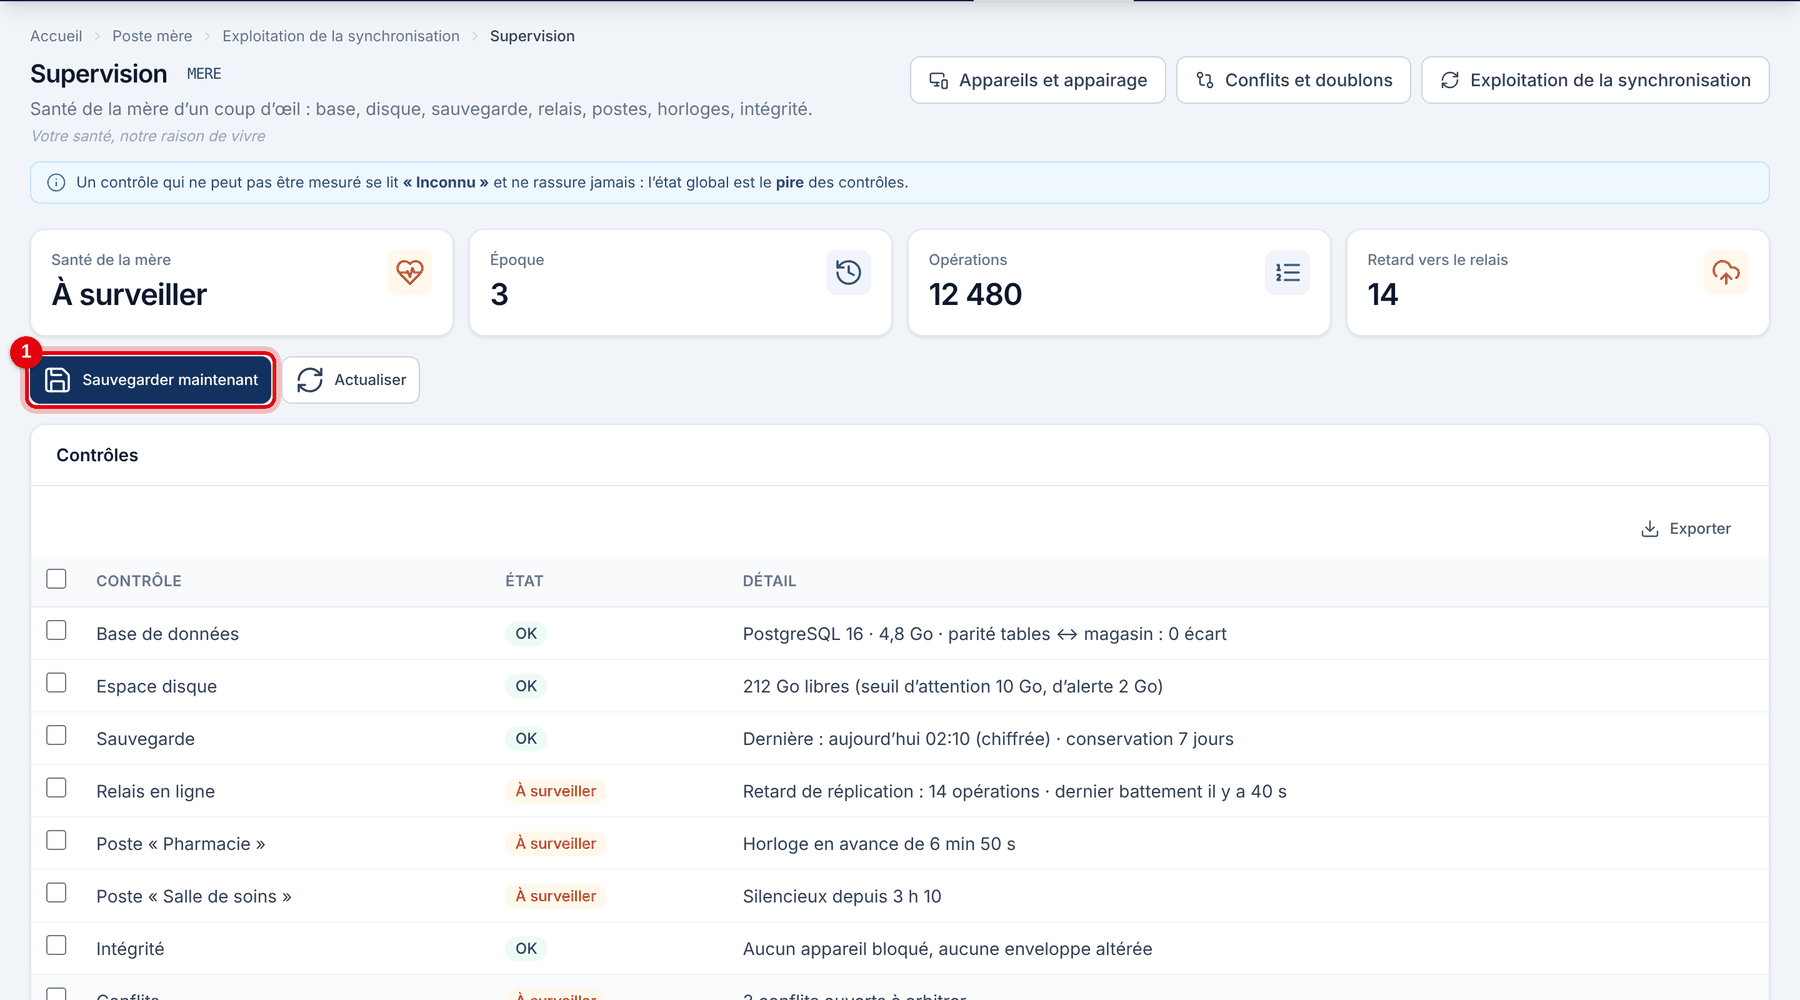 Accueil > Poste mère > Exploitation de la synchronisation > Supervision
Supervision MERE
Santé de la mère d’un coup d’œil : base, disque, sauvegarde, relais, postes, horloges, intégrité.
Votre santé, notre raison de vivre
Appareils et appairage
Conflits et doublons
Exploitation de la synchronisation
Un contrôle qui ne peut pas être mesuré se lit « Inconnu » et ne rassure jamais : l’état global est le pire des contrôles.
Santé de la mère
À surveiller
Époque
3
Opérations
12 480
Retard vers le relais
14
1
Sauvegarder maintenant
Actualiser
Contrôles
Exporter
CONTRÔLE ÉTAT DÉTAIL
Base de données OK PostgreSQL 16 · 4,8 Go · parité tables ↔ magasin : 0 écart
Espace disque OK 212 Go libres (seuil d’attention 10 Go, d’alerte 2 Go)
Sauvegarde OK Dernière : aujourd’hui 02:10 (chiffrée) · conservation 7 jours
Relais en ligne À surveiller Retard de réplication : 14 opérations · dernier battement il y a 40 s
Poste « Pharmacie » À surveiller Horloge en avance de 6 min 50 s
Poste « Salle de soins » À surveiller Silencieux depuis 3 h 10
Intégrité OK Aucun appareil bloqué, aucune enveloppe altérée
Conflits À surveiller conflits ouverts à arbitrer